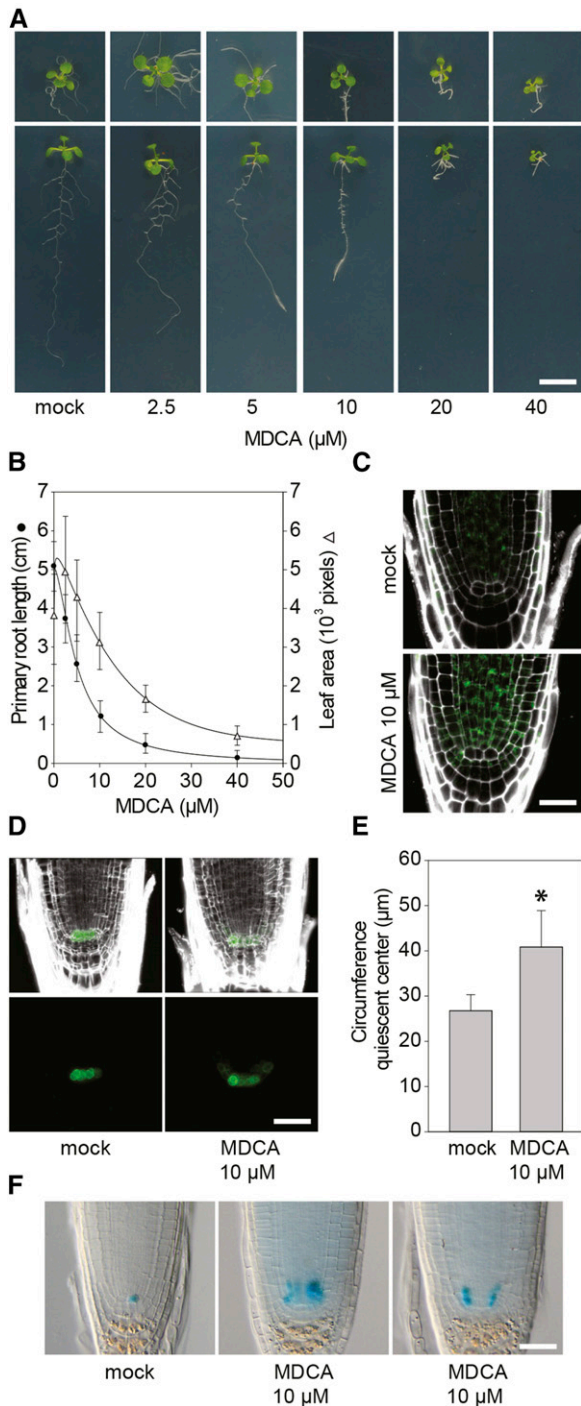 A
mock 2.5 5 10 20 40
MDCA (µM)
B
7
6
5
4
3
2
1
0
Primary root length (cm) ●
7
6
5
4
3
2
1
0
Leaf area (10³ pixels) △
0 10 20 30 40 50
MDCA (µM)
C
mock
MDCA 10 µM
D
mock
MDCA
10 µM
E
60
50
40
30
20
10
0
Circumference
quiescent center (µm)
*
mock
MDCA
10 µM
F
mock
MDCA
10 µM
MDCA
10 µM